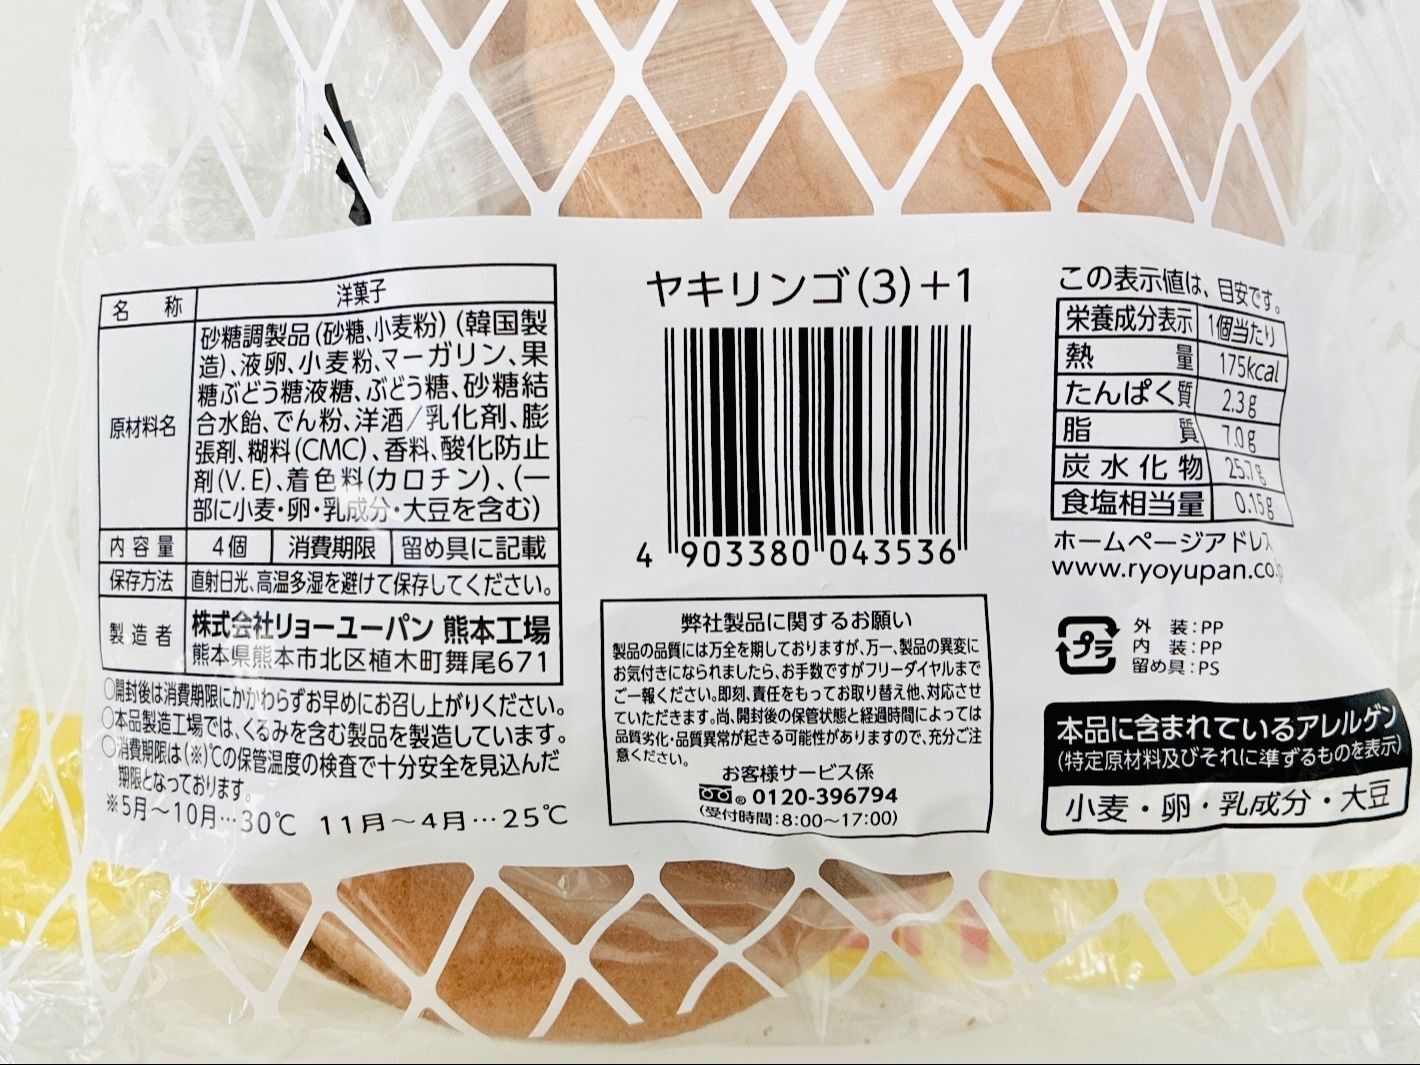 名 称 洋菓子
原材料名 砂糖調製品(砂糖、小麦粉)(韓国製
造)、液卵、小麦粉、マーガリン、果
糖ぶどう糖液糖、ぶどう糖、砂糖結
合水飴、でん粉、洋酒/乳化剤、膨
張剤、糊料(CMC)、香料、酸化防止
剤(V.E)、着色料(カロチン)、(一
部に小麦・卵・乳成分・大豆を含む)
内容量 4個 消費期限 留め具に記載
保存方法 直射日光、高温多湿を避けて保存してください。
製造者 株式会社リョーユーパン 熊本工場
熊本県熊本市北区植木町舞尾671
○開封後は消費期限にかかわらずお早めにお召し上がりください。
○本品製造工場では、くるみを含む製品を製造しています。
○消費期限は(※)℃の保管温度の検査で十分安全を見込んだ
期限となっております。
※5月~10月…30℃ 11月~4月…25℃
ヤキリンゴ(3)+1
4 903380 043536
弊社製品に関するお願い
製品の品質には万全を期しておりますが、万一、製品の異変に
お気付きになられましたら、お手数ですがフリーダイヤルまで
ご一報ください。即刻、責任をもってお取り替え他、対応させ
ていただきます。尚、開封後の保管状態と経過時間によっては
品質劣化・品質異常が起きる可能性がありますので、充分ご注
意ください。
お客様サービス係
0120-396794
(受付時間:8:00~17:00)
この表示値は、目安です。
栄養成分表示 1個当たり
熱量 175kcal
たんぱく質 2.3g
脂質 7.0g
炭水化物 25.7g
食塩相当量 0.15g
ホームページアドレス
www.ryoyupan.co.jp
プラ
外 装:PP
内 装:PP
留め具:PS
本品に含まれているアレルゲン
(特定原材料及びそれに準ずるものを表示)
小麦・卵・乳成分・大豆